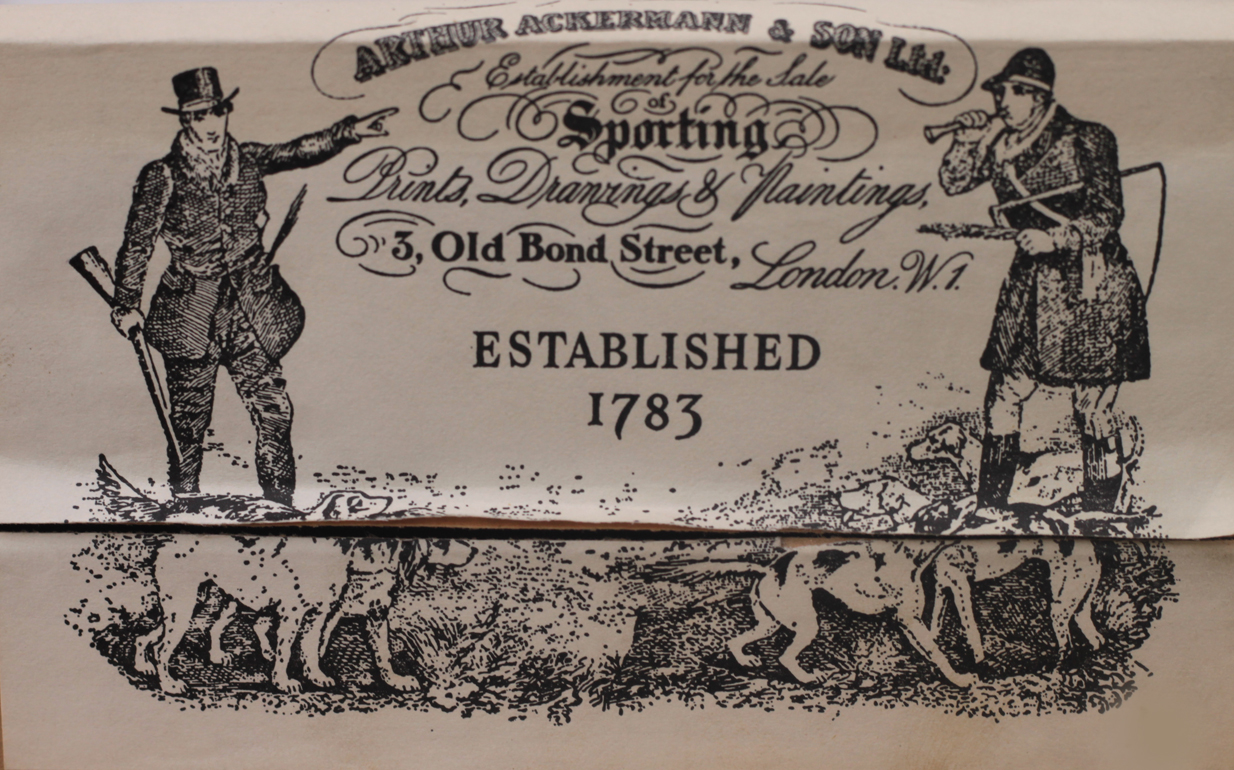 ARTHUR ACKERMANN & SON Ltd.
Establishment for the Sale
of
Sporting
Prints, Drawings & Paintings,
3, Old Bond Street, London. W.1.
ESTABLISHED
1783